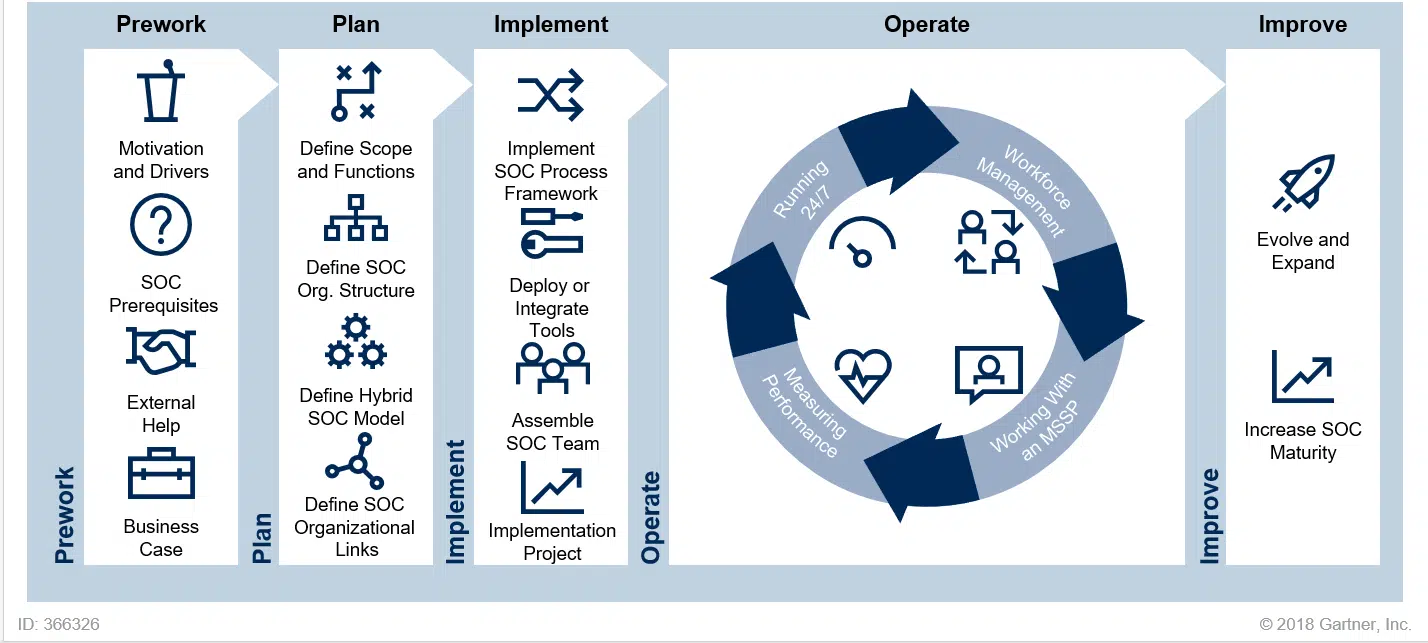 Prework
Plan
Implement
Operate
Improve
Motivation
and Drivers
SOC
Prerequisites
External
Help
Business
Case
Prework
Define Scope
and Functions
Define SOC
Org. Structure
Define Hybrid
SOC Model
Define SOC
Organizational
Links
Plan
Implement
SOC Process
Framework
Deploy or
Integrate
Tools
Assemble
SOC Team
Implementation
Project
Implement
Running
24/7
Workforce
Management
Working With
an MSSP
Measuring
Performance
Operate
Evolve and
Expand
Increase SOC
Maturity
Improve
ID: 366326
© 2018 Gartner, Inc.